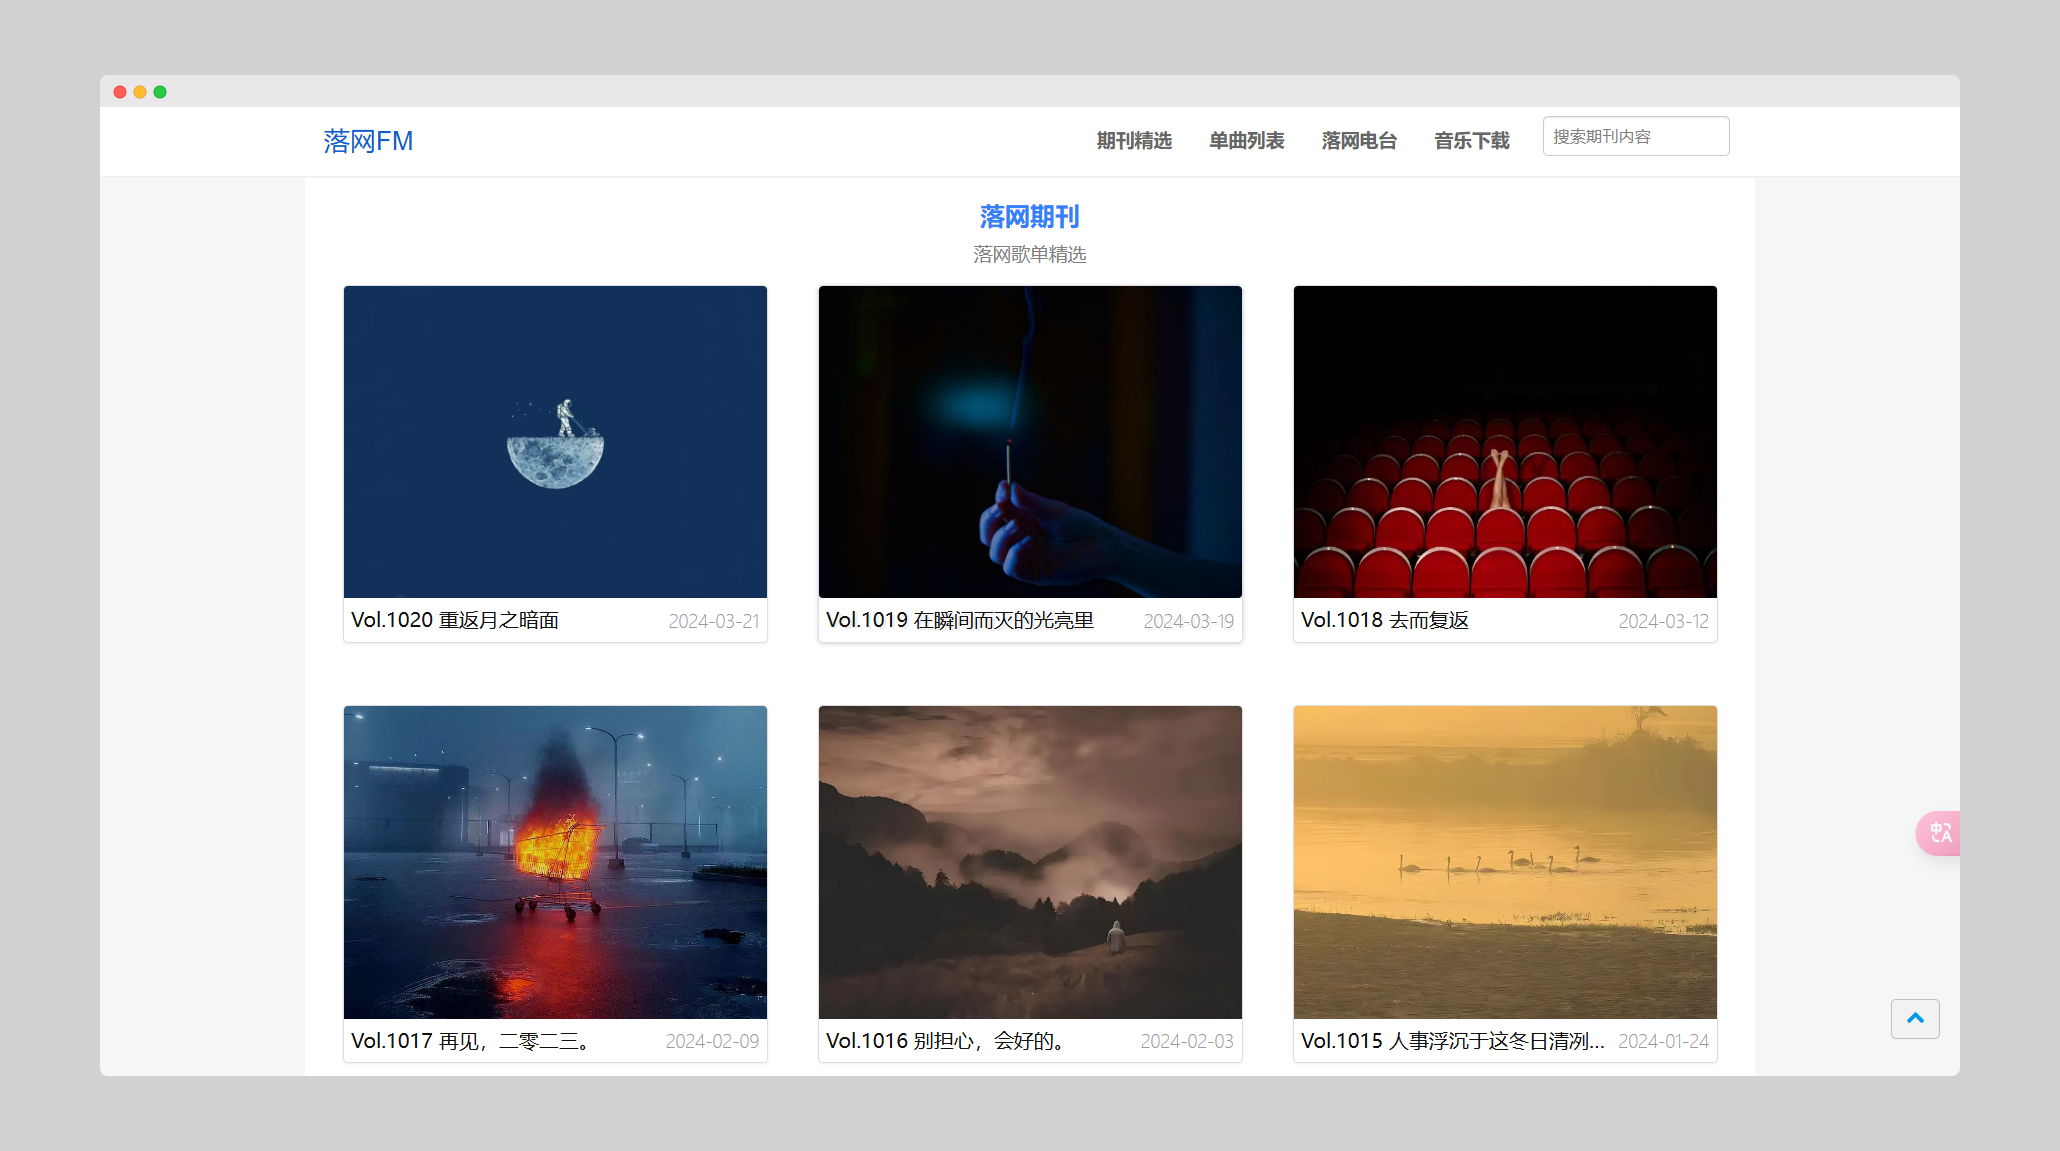 落网FM
期刊精选 单曲列表 落网电台 音乐下载 搜索期刊内容
落网期刊
落网歌单精选
Vol.1020 重返月之暗面 2024-03-21
Vol.1019 在瞬间而灭的光亮里 2024-03-19
Vol.1018 去而复返 2024-03-12
Vol.1017 再见，二零二三。 2024-02-09
Vol.1016 别担心，会好的。 2024-02-03
Vol.1015 人事浮沉于这冬日清冽... 2024-01-24